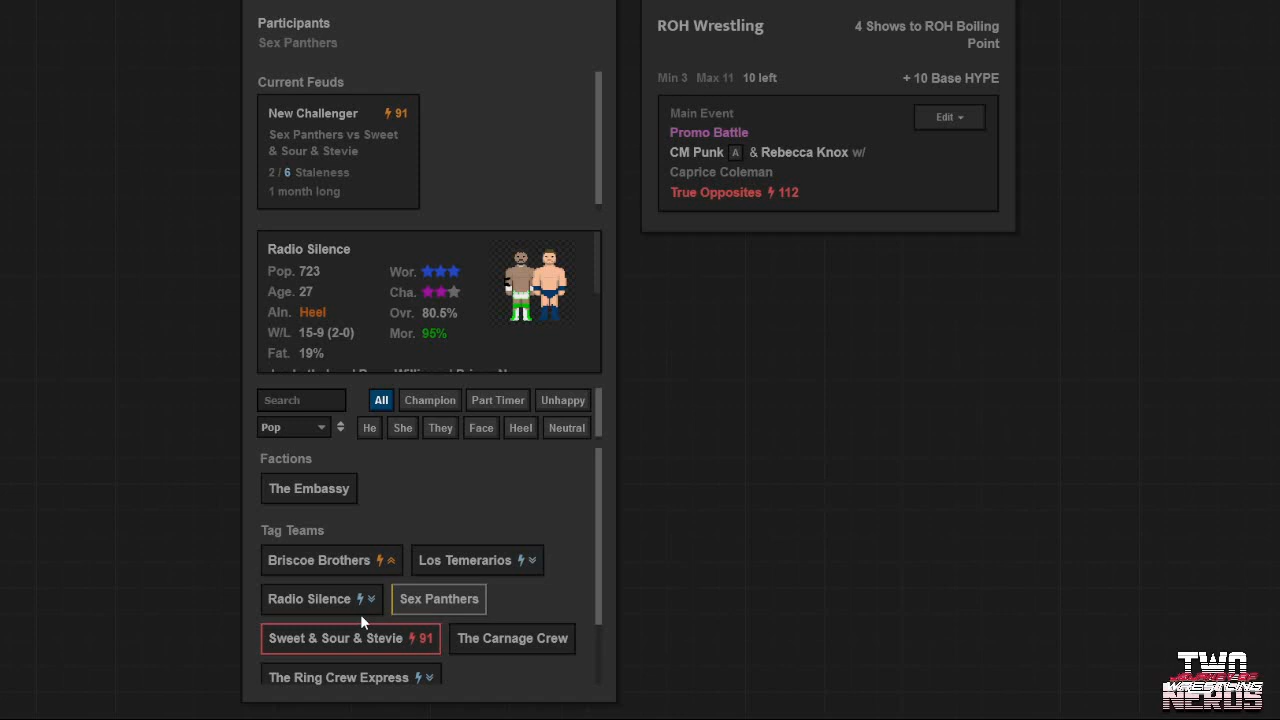 Participants
Sex Panthers
Current Feuds
New Challenger 91
Sex Panthers vs Sweet
& Sour & Stevie
2 / 6 Staleness
1 month long
Radio Silence
Pop. 723
Age. 27
Aln. Heel
W/L 15-9 (2-0)
Fat. 19%
Wor.
Cha.
Ovr. 80.5%
Mor. 95%
Search
All Champion Part Timer Unhappy
Pop He She They Face Heel Neutral
Factions
The Embassy
Tag Teams
Briscoe Brothers Los Temerarios
Radio Silence Sex Panthers
Sweet & Sour & Stevie 91 The Carnage Crew
The Ring Crew Express
ROH Wrestling
4 Shows to ROH Boiling
Point
Min 3 Max 11 10 left + 10 Base HYPE
Main Event
Edit
Promo Battle
CM Punk A & Rebecca Knox w/
Caprice Coleman
True Opposites 112
TWO
WRESTLING
NERDS